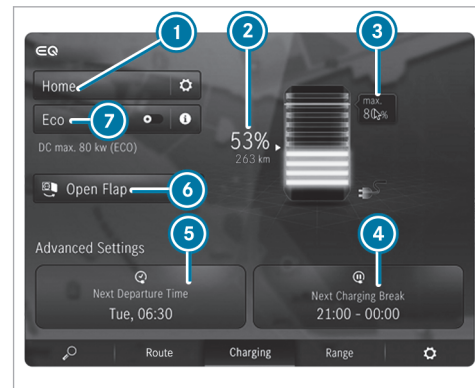 1
2
3
EQ
Home
Eco
7
DC max. 80 kw (ECO)
53%
263 km
max.
80 %
Open Flap
6
5
4
Advanced Settings
Next Departure Time
Tue, 06:30
Next Charging Break
21:00 - 00:00
Route
Charging
Range